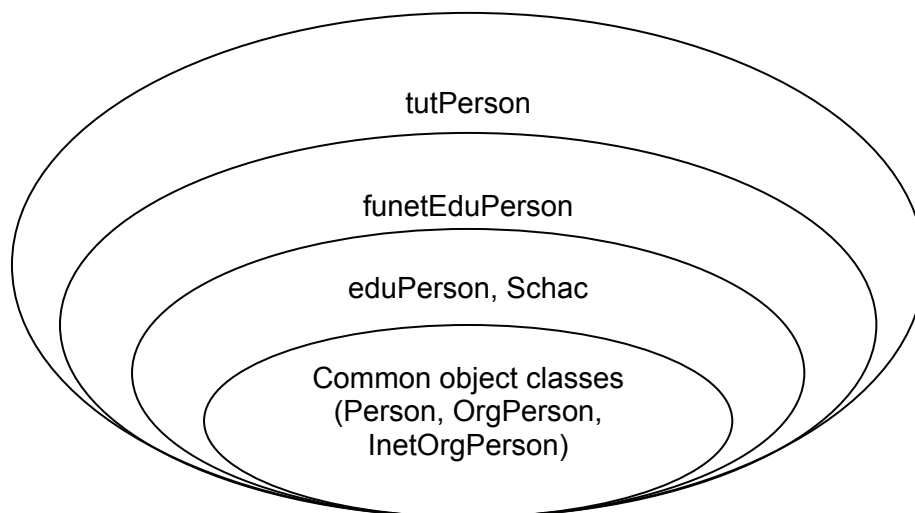 tutPerson
funetEduPerson
eduPerson, Schac
Common object classes
(Person, OrgPerson,
InetOrgPerson)